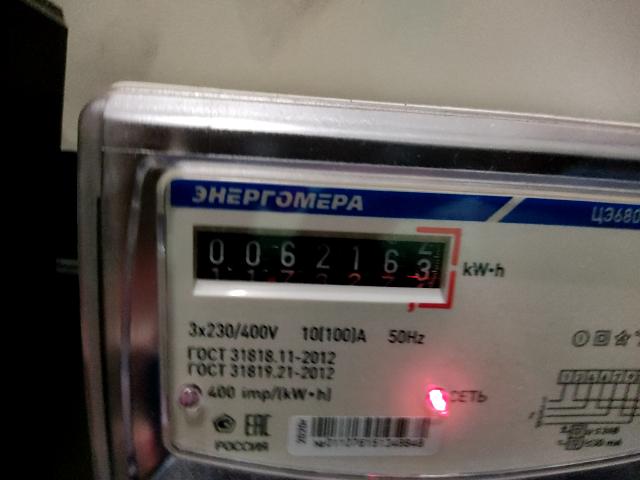 ЭНЕРГОМЕРА
ЦЭ680
0062163
kW•h
3x230/400V 10(100)A 50Hz
ГОСТ 31818.11-2012
ГОСТ 31819.21-2012
400 imp/(kW•h)
СЕТЬ
EAC
РОССИЯ